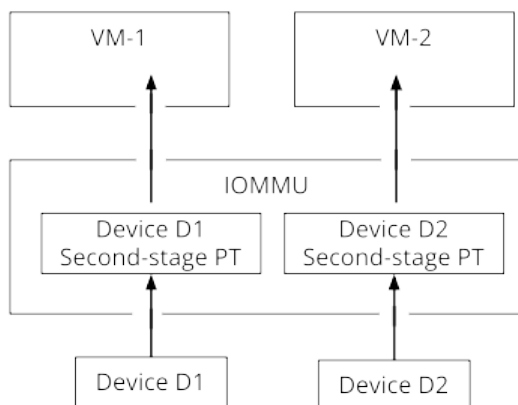 VM-1
VM-2
IOMMU
Device D1
Second-stage PT
Device D2
Second-stage PT
Device D1
Device D2